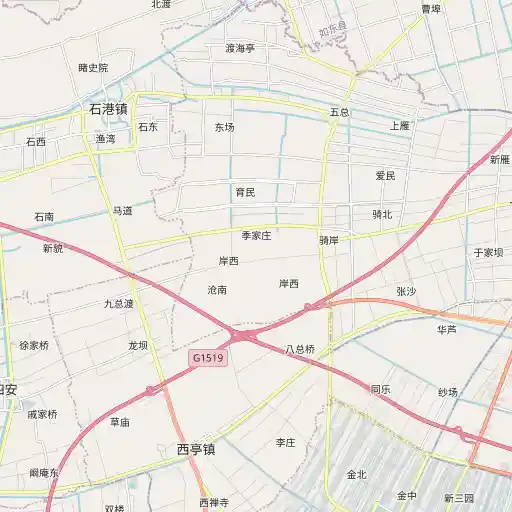 北渡
曹埠
如东县
渡海亭
睹史院
石港镇
五总
石东
东场
上雁
渔湾
石西
新雁
爱民
育民
马道
石南
骑北
季家庄
骑岸
新貌
于家坝
岸西
沧南
岸西
张沙
九总渡
华芦
徐家桥
龙坝
八总桥
G1519
同乐
纱场
昭安
戚家桥
草庙
李庄
西亭镇
阚庵东
金北
金中
新三园
西禅寺
双楼